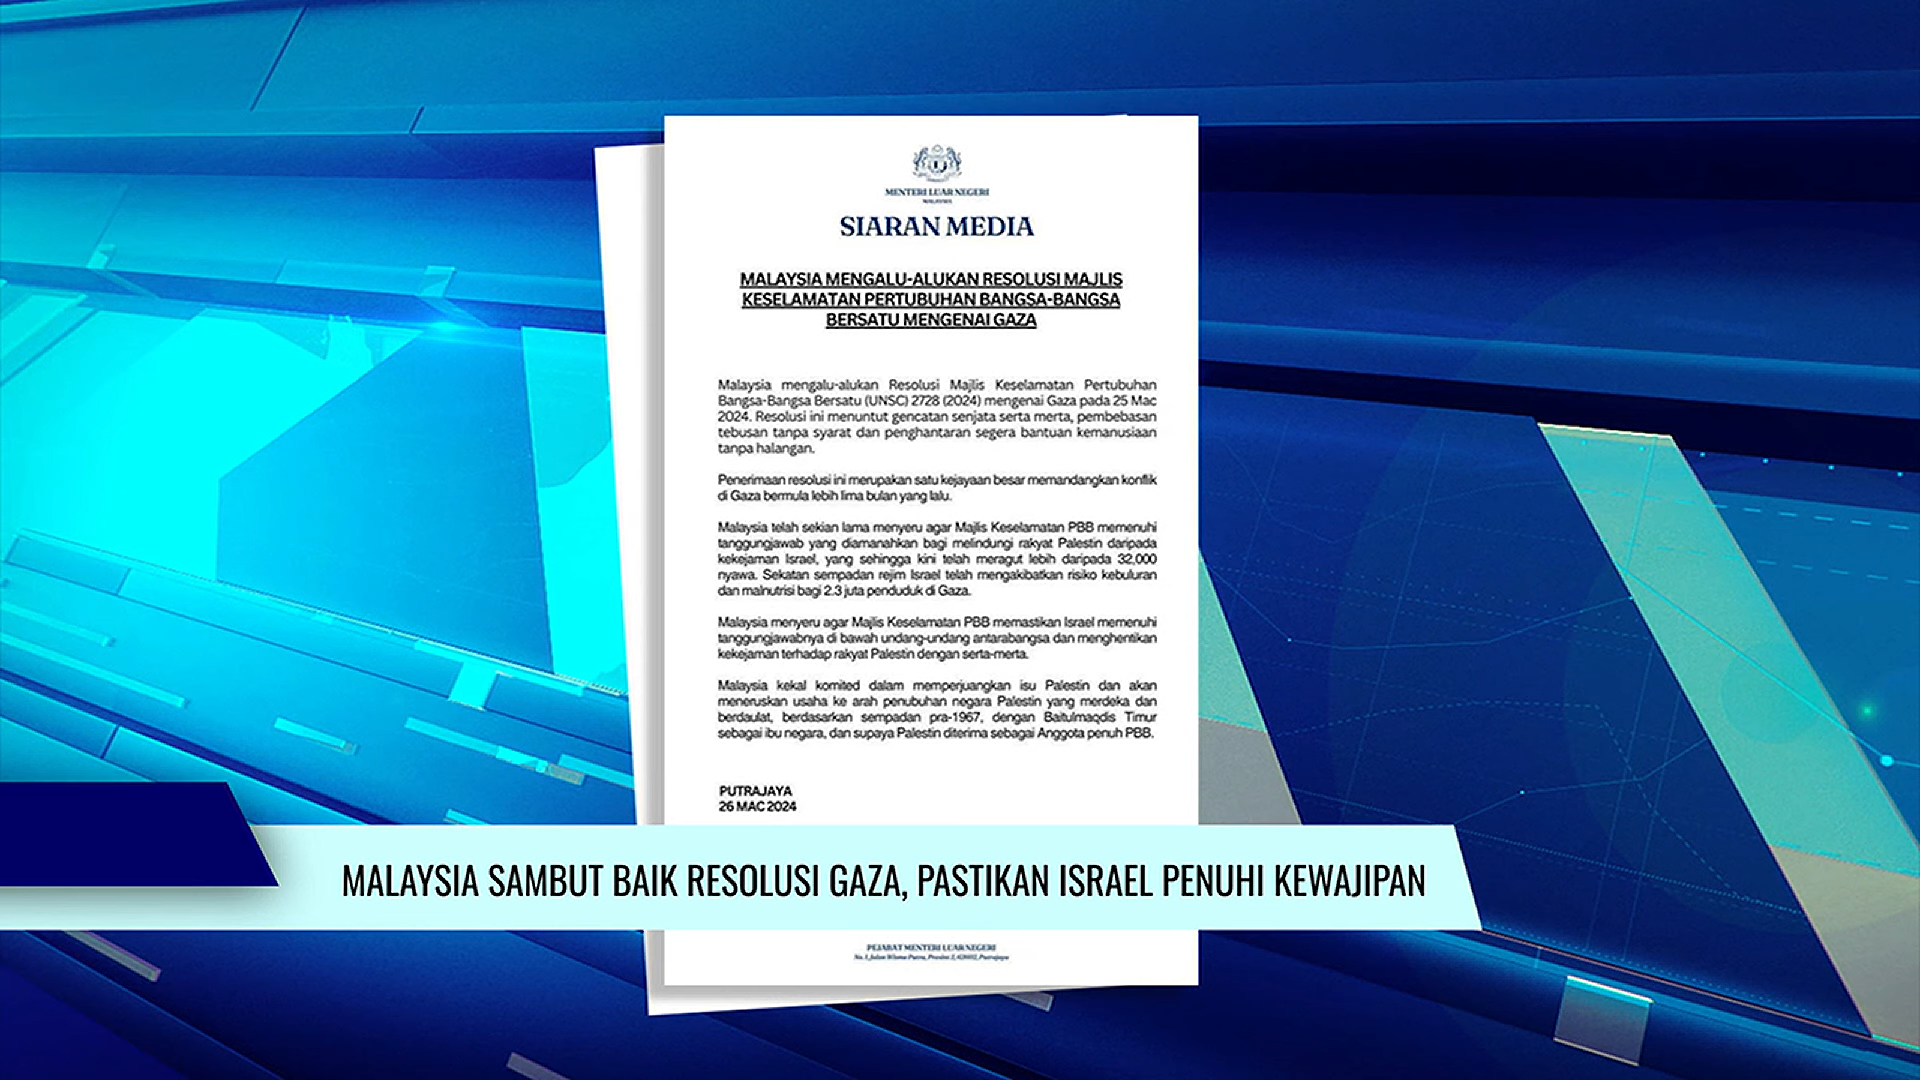 MENTERI LUAR NEGERI
MALAYSIA
SIARAN MEDIA
MALAYSIA MENGALU-ALUKAN RESOLUSI MAJLIS
KESELAMATAN PERTUBUHAN BANGSA-BANGSA
BERSATU MENGENAI GAZA
Malaysia mengalu-alukan Resolusi Majlis Keselamatan Pertubuhan
Bangsa-Bangsa Bersatu (UNSC) 2728 (2024) mengenai Gaza pada 25 Mac
2024. Resolusi ini menuntut gencatan senjata serta merta, pembebasan
tebusan tanpa syarat dan penghantaran segera bantuan kemanusiaan
tanpa halangan.
Penerimaan resolusi ini merupakan satu kejayaan besar memandangkan konflik
di Gaza bermula lebih lima bulan yang lalu.
Malaysia telah sekian lama menyeru agar Majlis Keselamatan PBB memenuhi
tanggungjawab yang diamanahkan bagi melindungi rakyat Palestin daripada
kekejaman Israel, yang sehingga kini telah meragut lebih daripada 32,000
nyawa. Sekatan sempadan rejim Israel telah mengakibatkan risiko kebuluran
dan malnutrisi bagi 2.3 juta penduduk di Gaza.
Malaysia menyeru agar Majlis Keselamatan PBB memastikan Israel memenuhi
tanggungjawabnya di bawah undang-undang antarabangsa dan menghentikan
kekejaman terhadap rakyat Palestin dengan serta-merta.
Malaysia kekal komited dalam memperjuangkan isu Palestin dan akan
meneruskan usaha ke arah penubuhan negara Palestin yang merdeka dan
berdaulat, berdasarkan sempadan pra-1967, dengan Baitulmaqdis Timur
sebagai ibu negara, dan supaya Palestin diterima sebagai Anggota penuh PBB.
PUTRAJAYA
26 MAC 2024
MALAYSIA SAMBUT BAIK RESOLUSI GAZA, PASTIKAN ISRAEL PENUHI KEWAJIPAN
PEJABAT MENTERI LUAR NEGERI
No. 1, Jalan Wisma Putra, Presint 2, 62602, Putrajaya